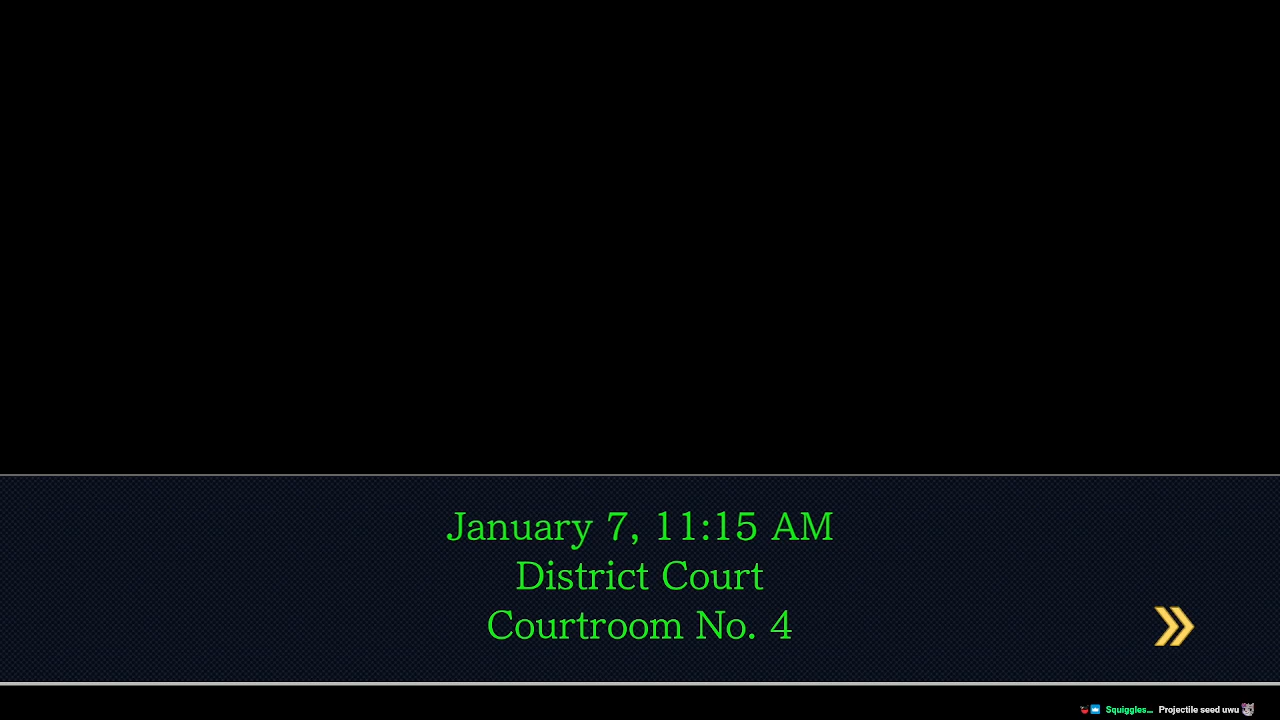 January 7, 11:15 AM
District Court
Courtroom No. 4
Squiggles… Projectile seed uwu